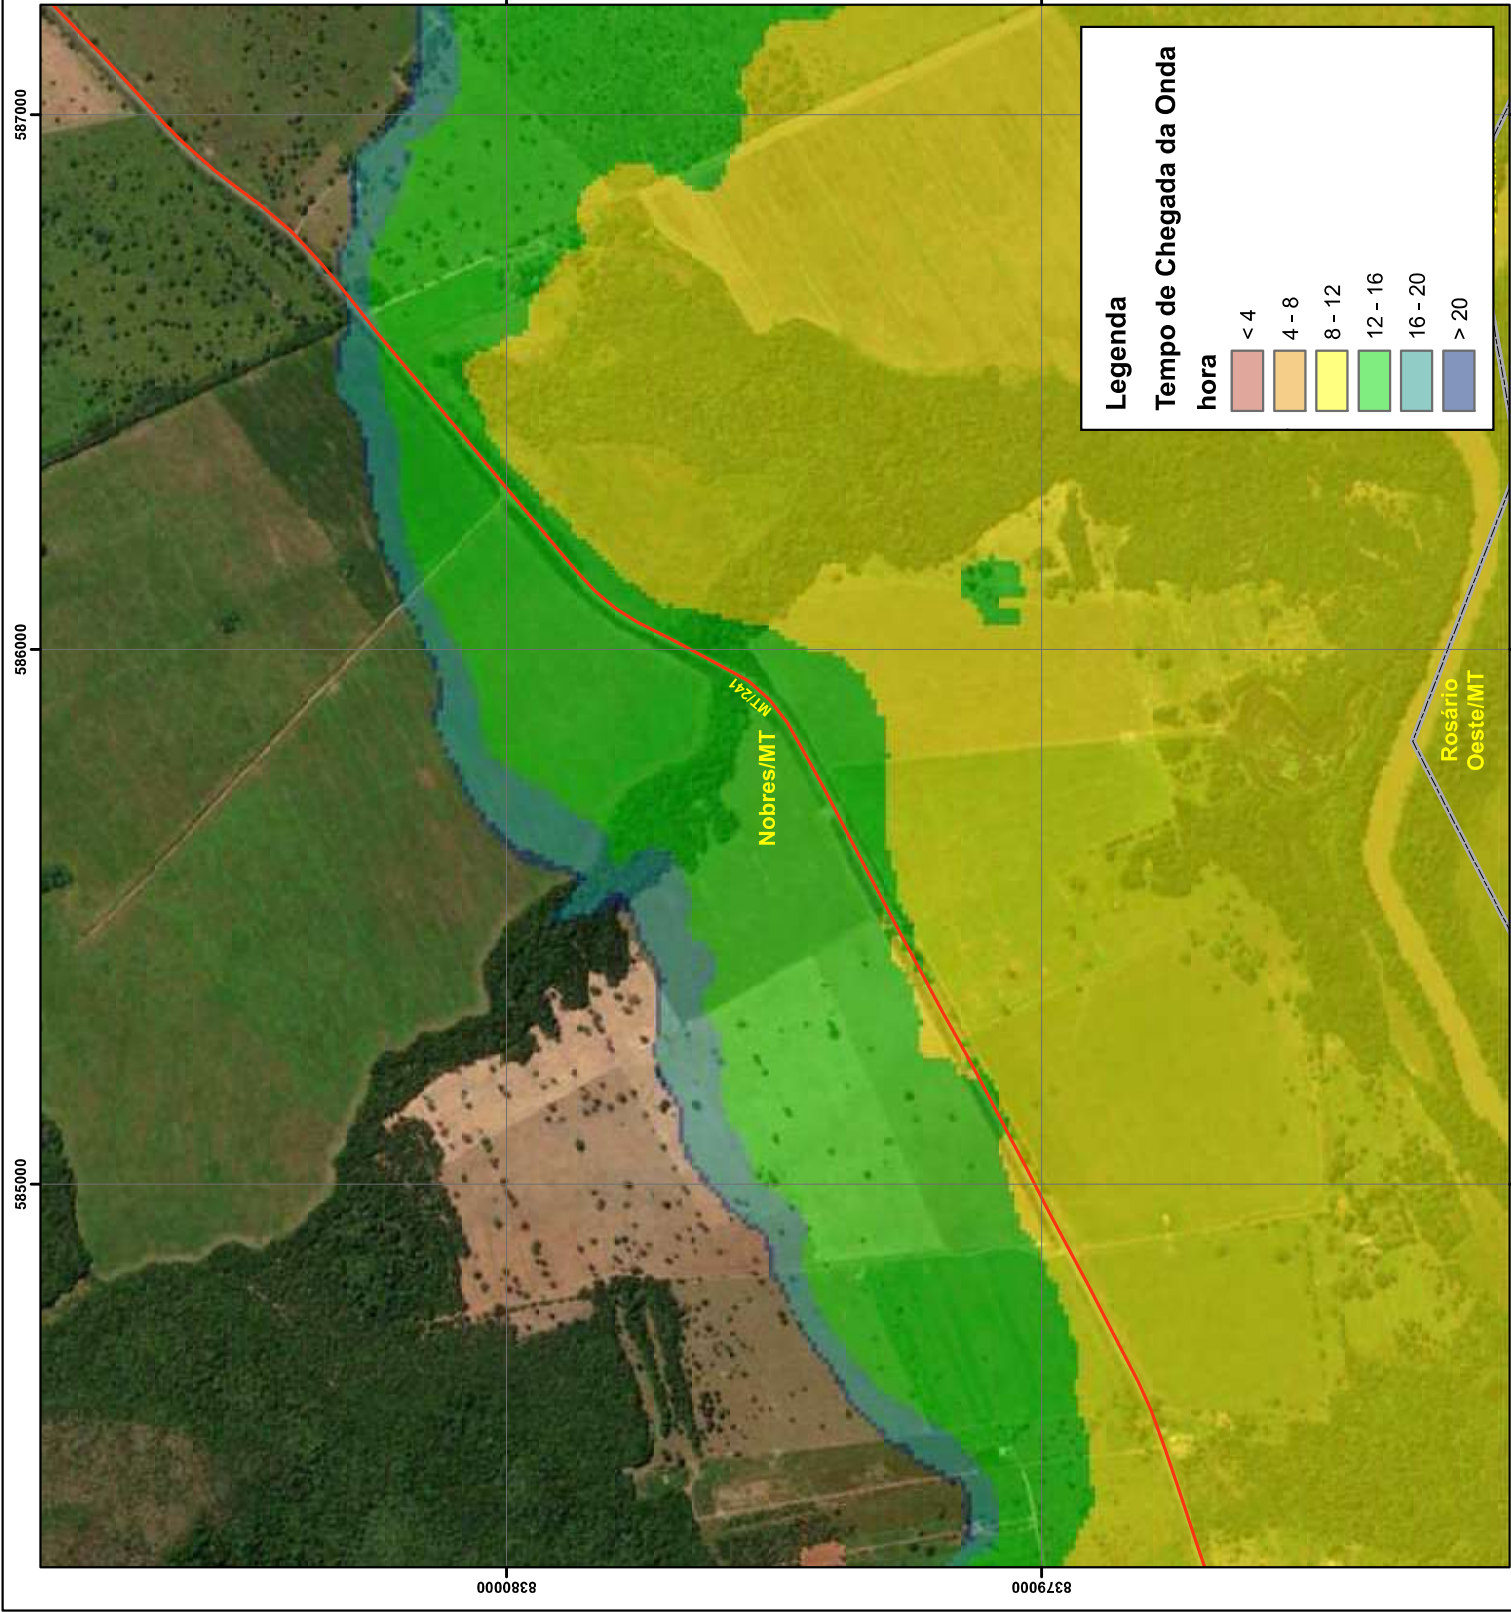 587000
586000
585000
8380000
8379000
MT/241
Nobres/MT
Rosário
Oeste/MT
Legenda
Tempo de Chegada da Onda
hora
< 4
4 - 8
8 - 12
12 - 16
16 - 20
> 20